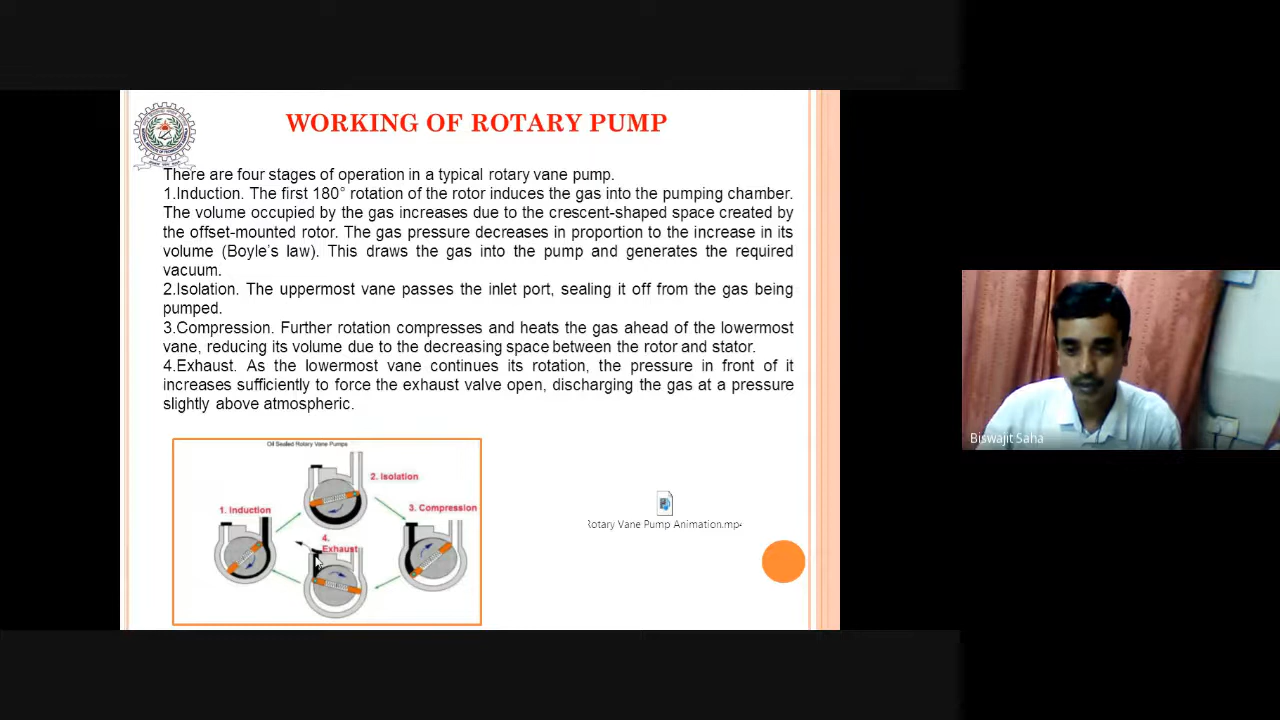 WORKING OF ROTARY PUMP
There are four stages of operation in a typical rotary vane pump.
1.Induction. The first 180° rotation of the rotor induces the gas into the pumping chamber.
The volume occupied by the gas increases due to the crescent-shaped space created by
the offset-mounted rotor. The gas pressure decreases in proportion to the increase in its
volume (Boyle's law). This draws the gas into the pump and generates the required
vacuum.
2.Isolation. The uppermost vane passes the inlet port, sealing it off from the gas being
pumped.
3.Compression. Further rotation compresses and heats the gas ahead of the lowermost
vane, reducing its volume due to the decreasing space between the rotor and stator.
4.Exhaust. As the lowermost vane continues its rotation, the pressure in front of it
increases sufficiently to force the exhaust valve open, discharging the gas at a pressure
slightly above atmospheric.
Oil Sealed Rotary Vane Pumps
2. Isolation
1. Induction
3. Compression
4.
Exhaust
Rotary Vane Pump Animation.mp4
Biswajit Saha